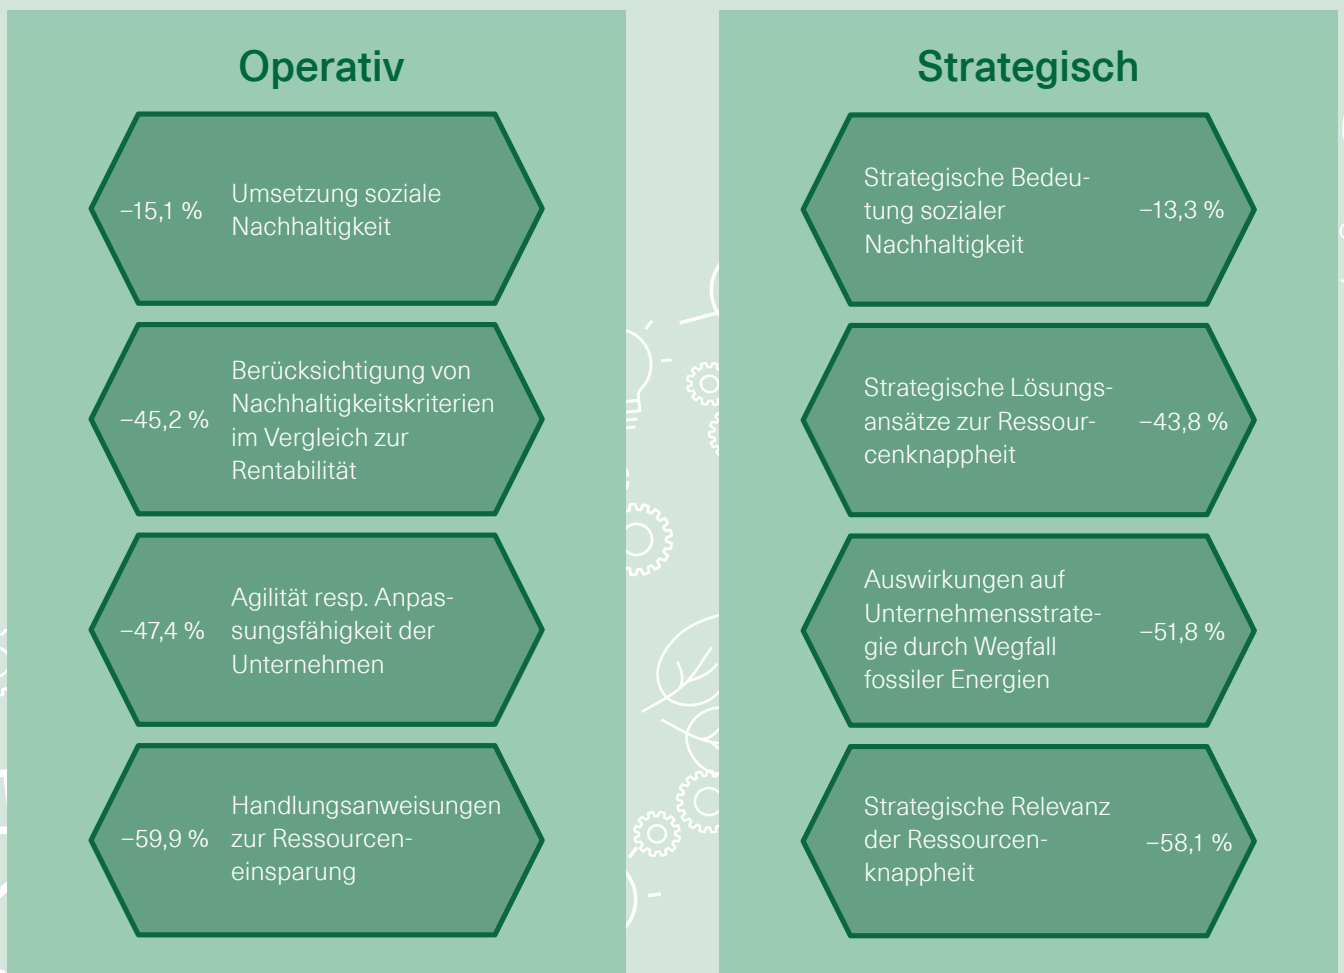 Operativ
–15,1 %
Umsetzung soziale
Nachhaltigkeit
–45,2 %
Berücksichtigung von
Nachhaltigkeitskriterien
im Vergleich zur
Rentabilität
–47,4 %
Agilität resp. Anpas-
sungsfähigkeit der
Unternehmen
–59,9 %
Handlungsanweisungen
zur Ressourcen-
einsparung
Strategisch
Strategische Bedeu-
tung sozialer
Nachhaltigkeit
–13,3 %
Strategische Lösungs-
ansätze zur Ressour-
cenknappheit
–43,8 %
Auswirkungen auf
Unternehmensstrate-
gie durch Wegfall
fossiler Energien
–51,8 %
Strategische Relevanz
der Ressourcen-
knappheit
–58,1 %